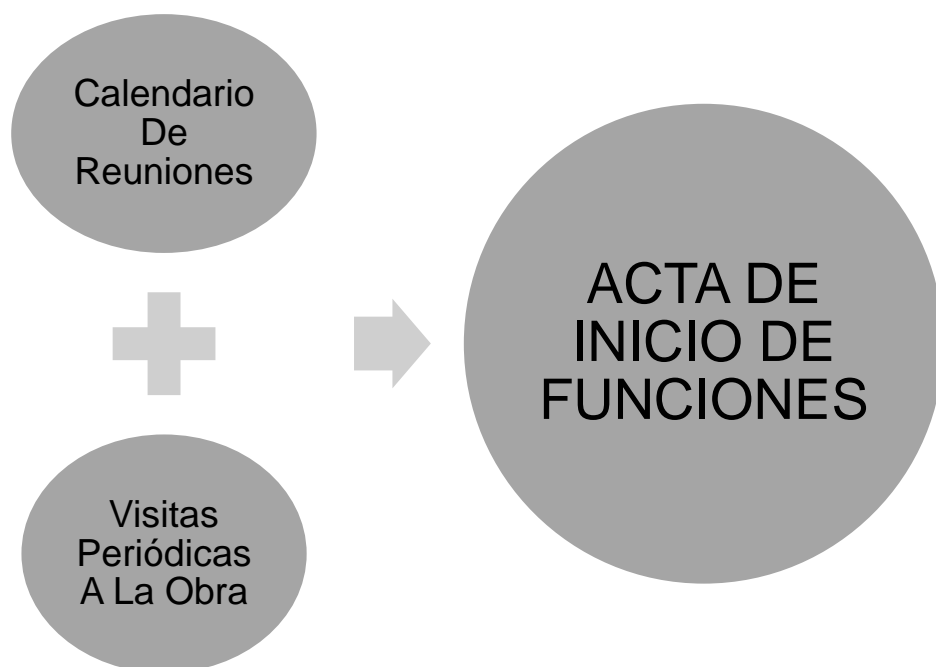 Calendario
De
Reuniones
ACTA DE
INICIO DE
FUNCIONES
Visitas
Periódicas
A La Obra